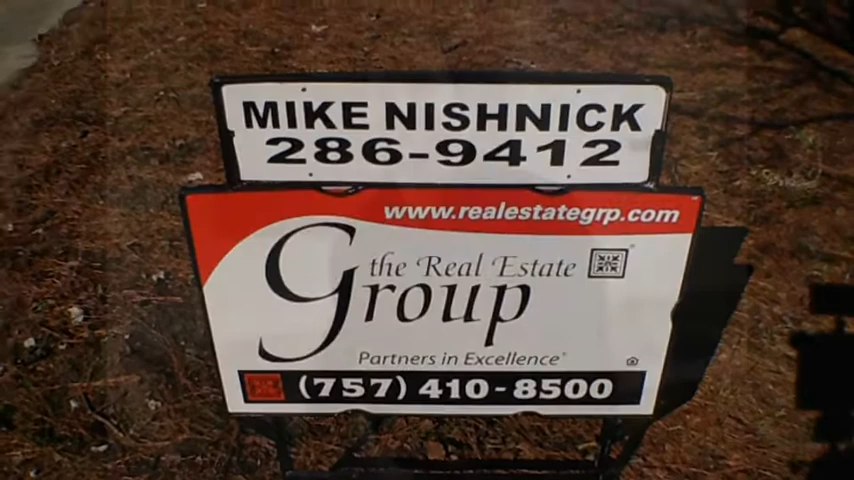 MIKE NISHNICK
286-9412
www.realestategrp.com
the Real Estate
Group
Partners in Excellence
(757) 410-8500